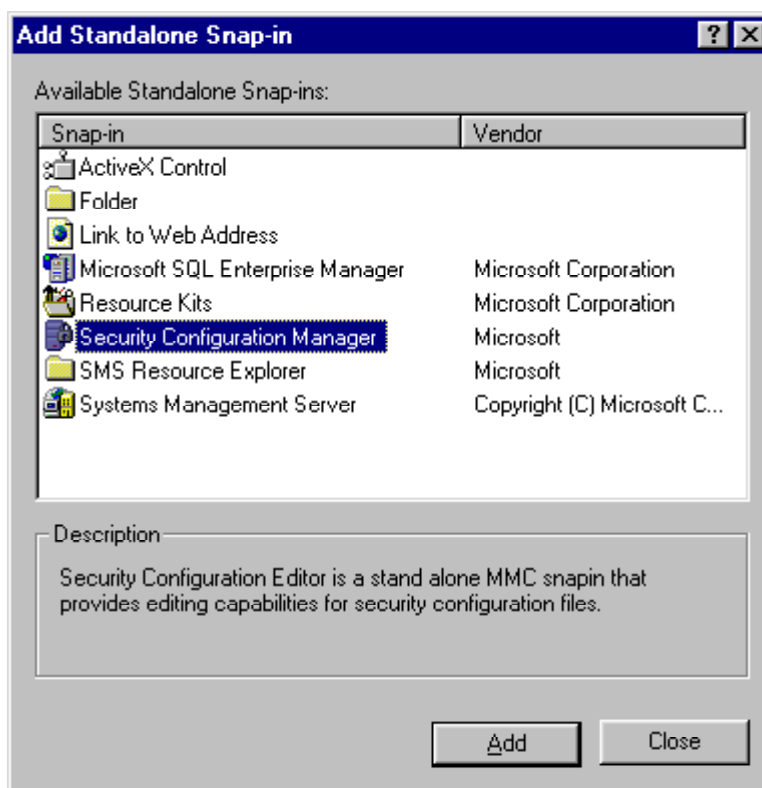 Add Standalone Snap-in
Available Standalone Snap-ins:
Snap-in Vendor
ActiveX Control
Folder
Link to Web Address
Microsoft SQL Enterprise Manager Microsoft Corporation
Resource Kits Microsoft Corporation
Security Configuration Manager Microsoft
SMS Resource Explorer Microsoft
Systems Management Server Copyright (C) Microsoft C...
Description
Security Configuration Editor is a stand alone MMC snapin that
provides editing capabilities for security configuration files.
Add Close